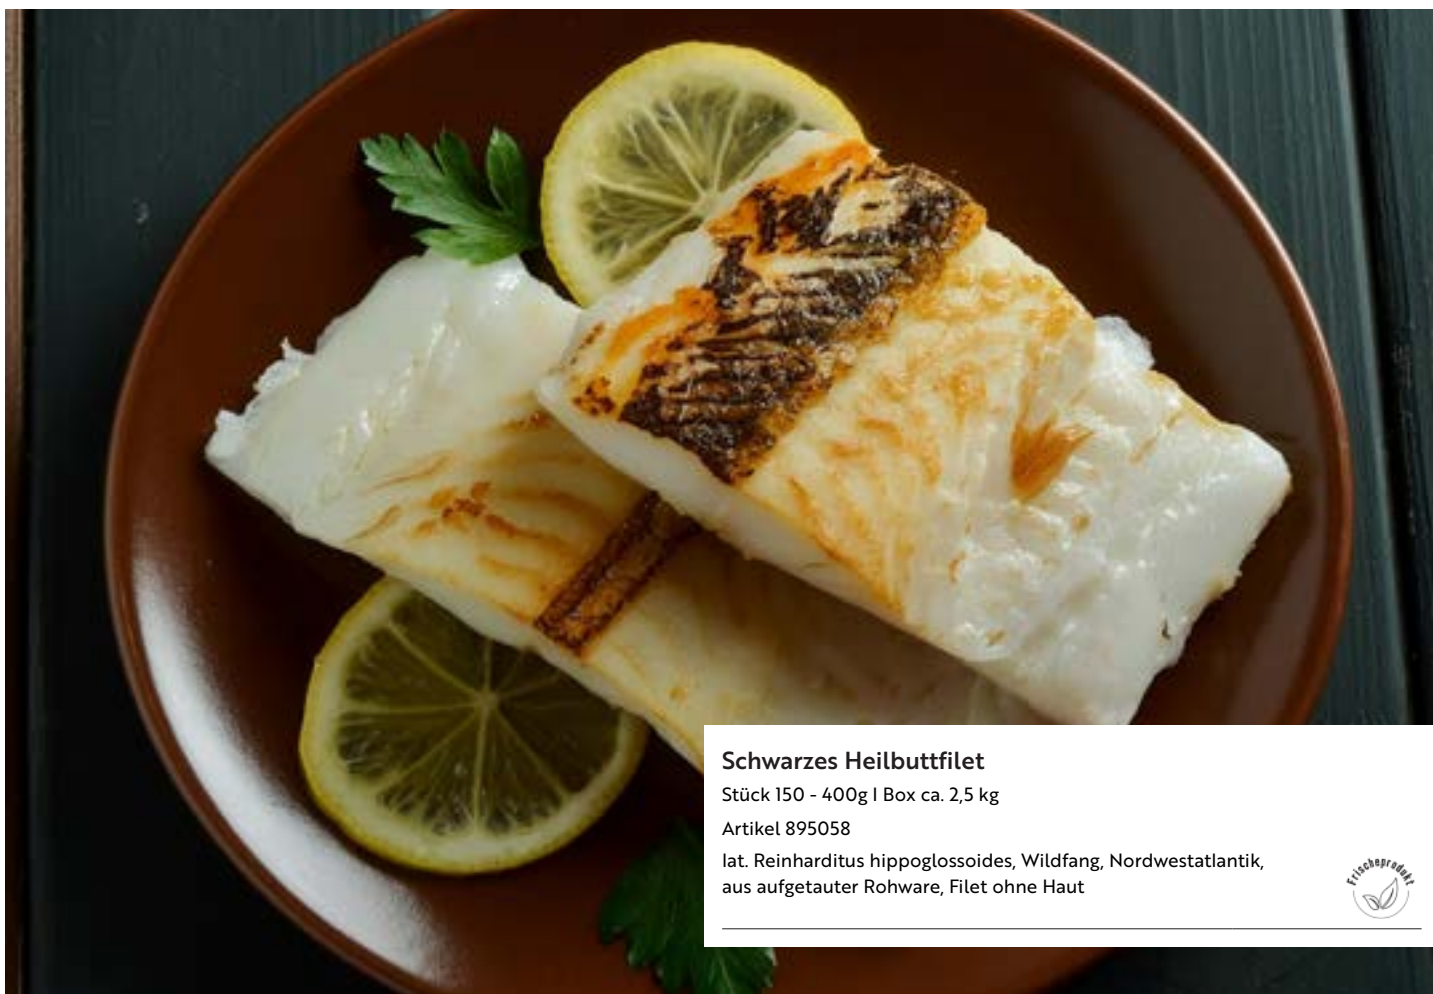 Schwarzes Heilbuttfilet
Stück 150 - 400g I Box ca. 2,5 kg
Artikel 895058
lat. Reinharditus hippoglossoides, Wildfang, Nordwestatlantik,
aus aufgetauter Rohware, Filet ohne Haut
Frischeprodukt